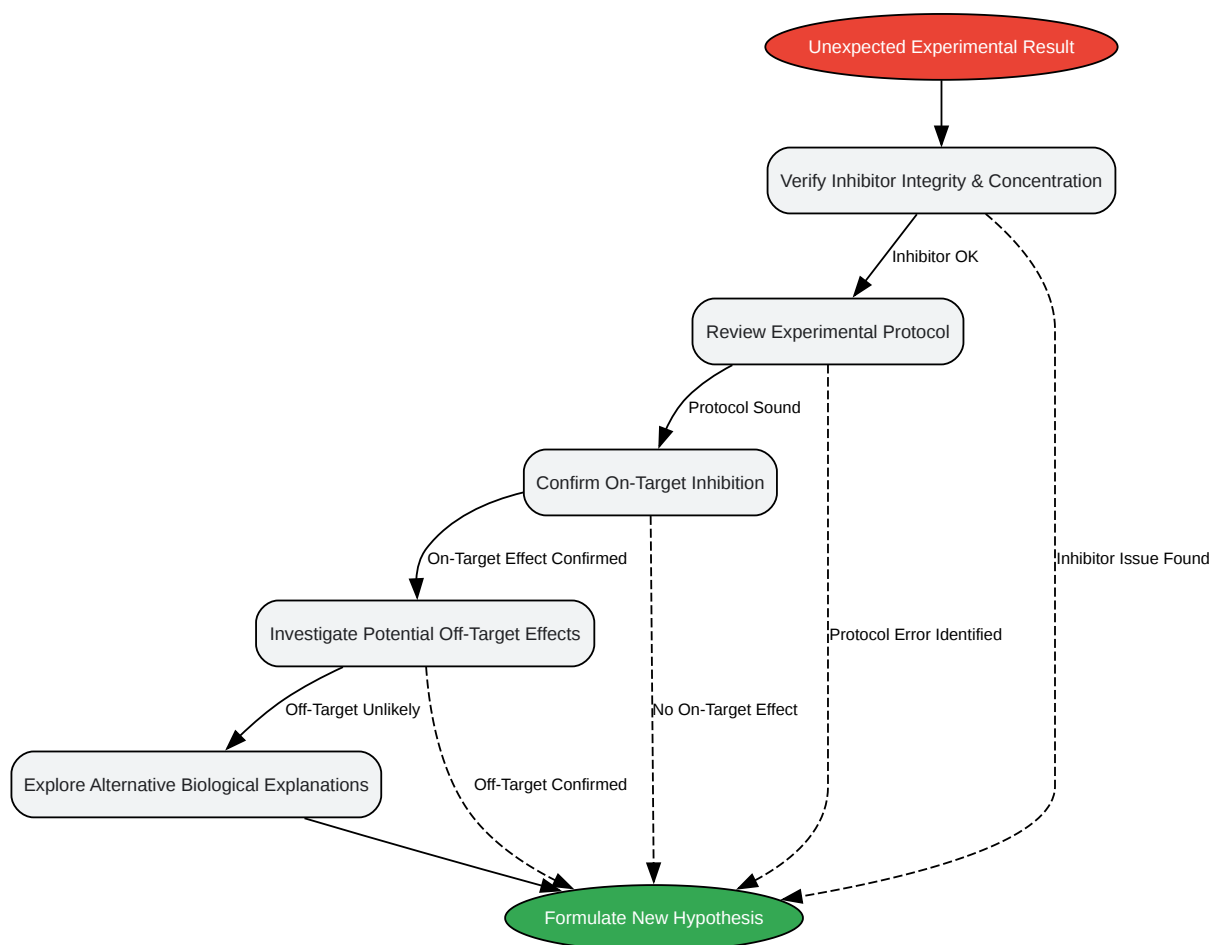 Unexpected Experimental Result
Verify Inhibitor Integrity & Concentration
Inhibitor OK
Review Experimental Protocol
Protocol Sound
Confirm On-Target Inhibition
On-Target Effect Confirmed
Inhibitor Issue Found
Investigate Potential Off-Target Effects
Protocol Error Identified
Off-Target Unlikely
No On-Target Effect
Explore Alternative Biological Explanations
Off-Target Confirmed
Formulate New Hypothesis